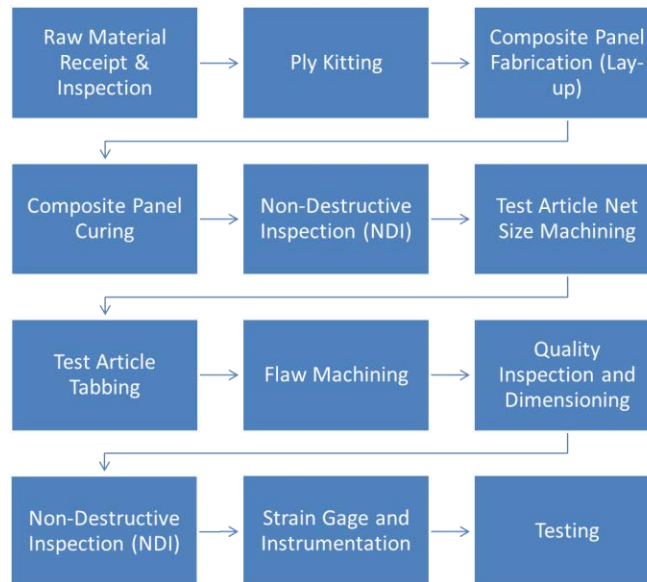 Raw Material
Receipt &
Inspection
Ply Kitting
Composite Panel
Fabrication (Lay-
up)
Composite Panel
Curing
Non-Destructive
Inspection (NDI)
Test Article Net
Size Machining
Test Article
Tabbing
Flaw Machining
Quality
Inspection and
Dimensioning
Non-Destructive
Inspection (NDI)
Strain Gage and
Instrumentation
Testing